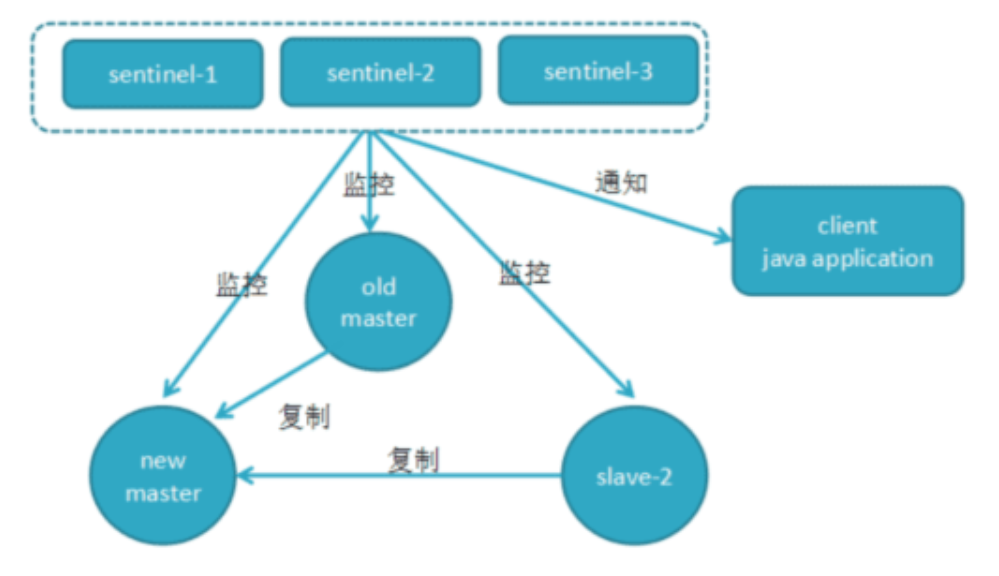 sentinel-1
sentinel-2
sentinel-3
监控
通知
client
java application
监控
监控
old
master
复制
复制
new
master
slave-2